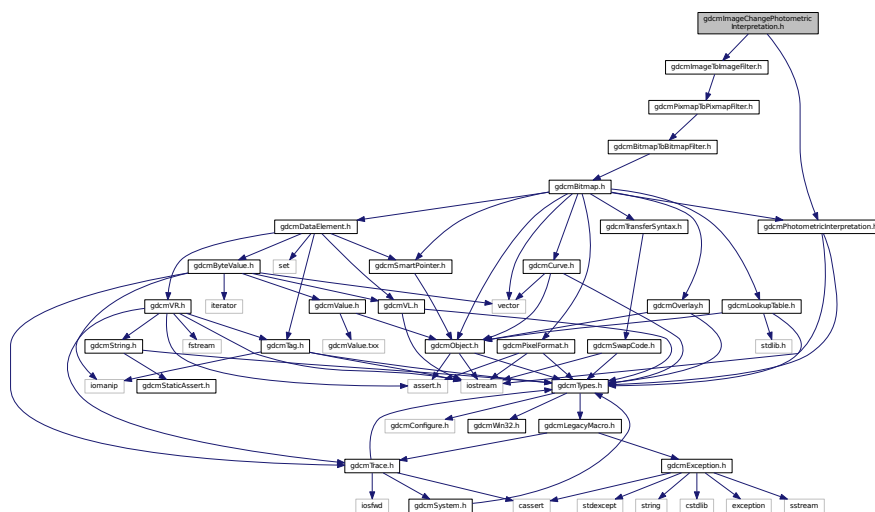 gdcmImageChangePhotometric
Interpretation.h
gdcmImageToImageFilter.h
gdcmPixmapToPixmapFilter.h
gdcmBitmapToBitmapFilter.h
gdcmBitmap.h
gdcmDataElement.h
gdcmTransferSyntax.h
gdcmPhotometricInterpretation.h
gdcmByteValue.h
set
gdcmSmartPointer.h
gdcmCurve.h
gdcmVR.h
iterator
gdcmValue.h
gdcmVL.h
vector
gdcmOverlay.h
gdcmLookupTable.h
gdcmString.h
fstream
gdcmTag.h
gdcmValue.txx
gdcmObject.h
gdcmPixelFormat.h
gdcmSwapCode.h
stdlib.h
iomanip
gdcmStaticAssert.h
assert.h
iostream
gdcmTypes.h
gdcmConfigure.h
gdcmWin32.h
gdcmLegacyMacro.h
gdcmTrace.h
gdcmException.h
iosfwd
gdcmSystem.h
cassert
stdexcept
string
cstdlib
exception
sstream